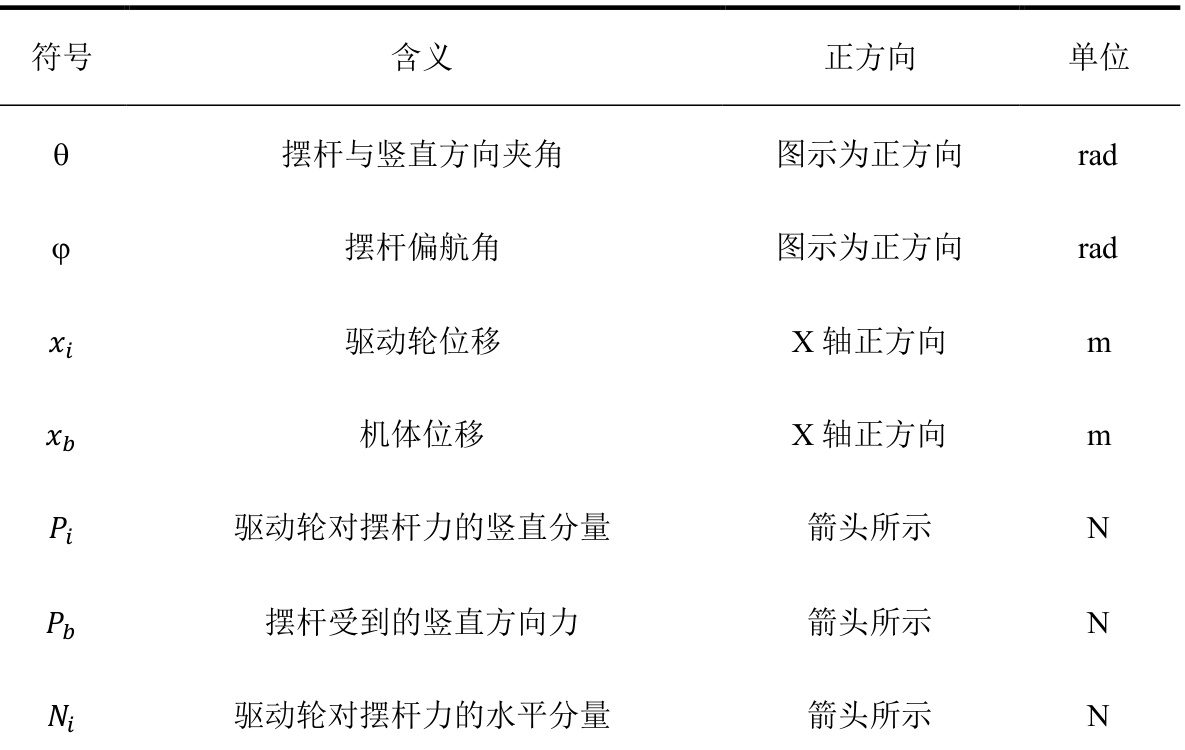 符号 含义 正方向 单位
θ 摆杆与竖直方向夹角 图示为正方向 rad
φ 摆杆偏航角 图示为正方向 rad
𝑥𝑖 驱动轮位移 X 轴正方向 m
𝑥𝑏 机体位移 X 轴正方向 m
𝑃𝑖 驱动轮对摆杆力的竖直分量 箭头所示 N
𝑃𝑏 摆杆受到的竖直方向力 箭头所示 N
𝑁𝑖 驱动轮对摆杆力的水平分量 箭头所示 N